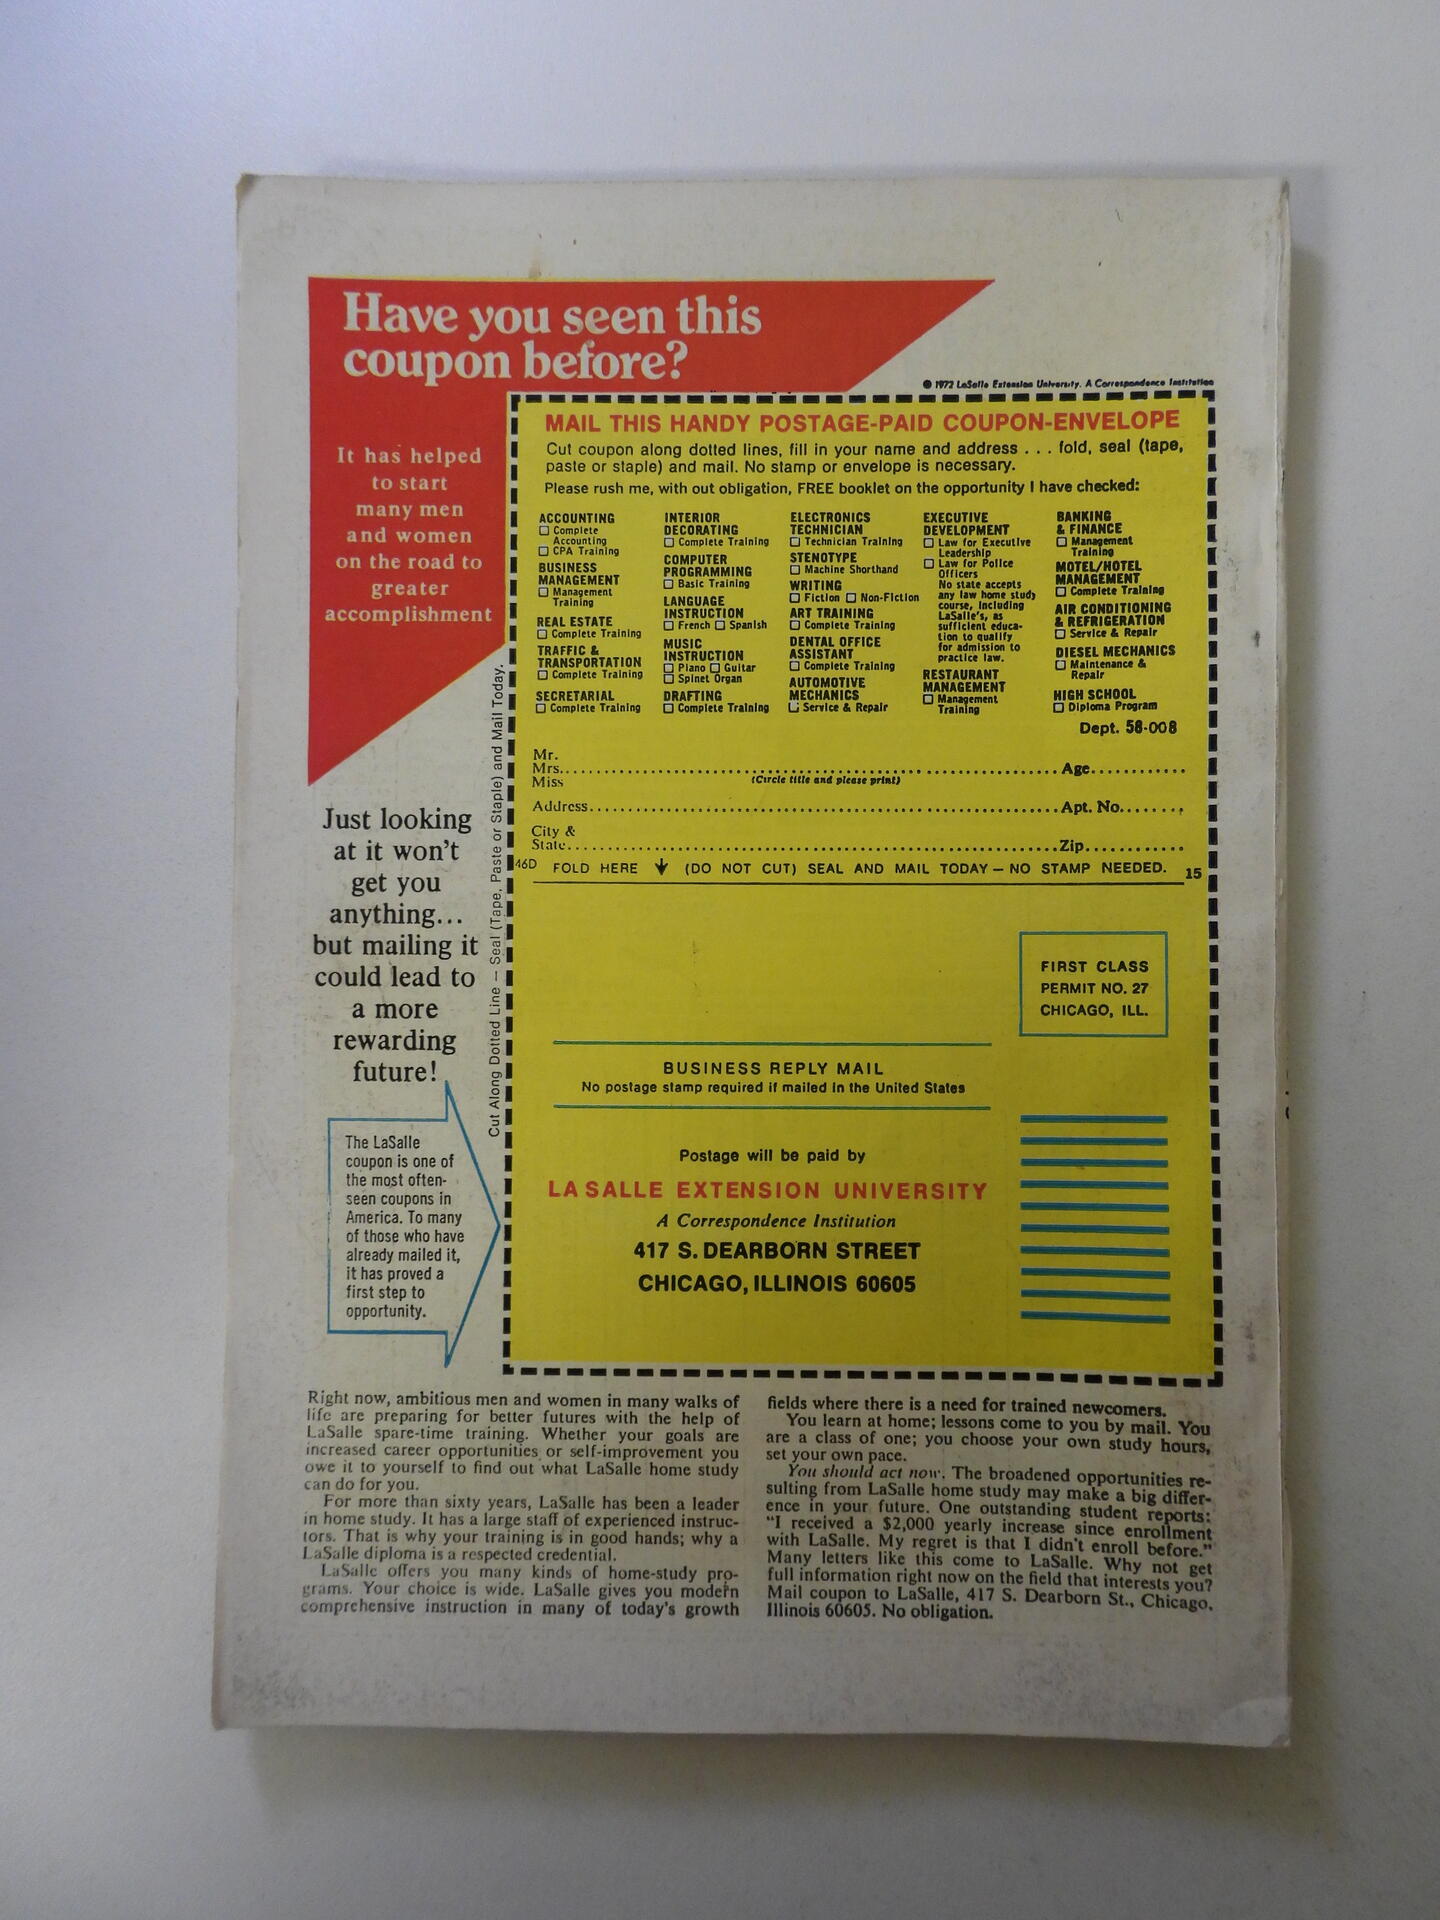 Have you seen this
coupon before?
© 1972 LaSalle Extension University. A Correspondence Institution
It has helped
to start
many men
and women
on the road to
greater
accomplishment
Just looking
at it won't
get you
anything...
but mailing it
could lead to
a more
rewarding
future!
The LaSalle
coupon is one of
the most often-
seen coupons in
America. To many
of those who have
already mailed it,
it has proved a
first step to
opportunity.
Cut Along Dotted Line — Seal (Tape, Paste or Staple) and Mail Today.
MAIL THIS HANDY POSTAGE-PAID COUPON-ENVELOPE
Cut coupon along dotted lines, fill in your name and address . . . fold, seal (tape,
paste or staple) and mail. No stamp or envelope is necessary.
Please rush me, with out obligation, FREE booklet on the opportunity I have checked:
ACCOUNTING
☐ Complete
Accounting
☐ CPA Training
BUSINESS
MANAGEMENT
☐ Management
Training
REAL ESTATE
☐ Complete Training
TRAFFIC &
TRANSPORTATION
☐ Complete Training
SECRETARIAL
☐ Complete Training
INTERIOR
DECORATING
☐ Complete Training
COMPUTER
PROGRAMMING
☐ Basic Training
LANGUAGE
INSTRUCTION
☐ French ☐ Spanish
MUSIC
INSTRUCTION
☐ Piano ☐ Guitar
☐ Spinet Organ
DRAFTING
☐ Complete Training
ELECTRONICS
TECHNICIAN
☐ Technician Training
STENOTYPE
☐ Machine Shorthand
WRITING
☐ Fiction ☐ Non-Fiction
ART TRAINING
☐ Complete Training
DENTAL OFFICE
ASSISTANT
☐ Complete Training
AUTOMOTIVE
MECHANICS
☐ Service & Repair
EXECUTIVE
DEVELOPMENT
☐ Law for Executive
Leadership
☐ Law for Police
Officers
No state accepts
any law home study
course, including
LaSalle's, as
sufficient educa-
tion to qualify
for admission to
practice law.
RESTAURANT
MANAGEMENT
☐ Management
Training
BANKING
& FINANCE
☐ Management
Training
MOTEL/HOTEL
MANAGEMENT
☐ Complete Training
AIR CONDITIONING
& REFRIGERATION
☐ Service & Repair
DIESEL MECHANICS
☐ Maintenance &
Repair
HIGH SCHOOL
☐ Diploma Program
Dept. 58-008
Mr.
Mrs. Age
Miss (Circle title and please print)
Address Apt. No.
City &
State Zip
46D FOLD HERE ↓ (DO NOT CUT) SEAL AND MAIL TODAY — NO STAMP NEEDED. 15
FIRST CLASS
PERMIT NO. 27
CHICAGO, ILL.
BUSINESS REPLY MAIL
No postage stamp required if mailed in the United States
Postage will be paid by
LA SALLE EXTENSION UNIVERSITY
A Correspondence Institution
417 S. DEARBORN STREET
CHICAGO, ILLINOIS 60605
Right now, ambitious men and women in many walks of
life are preparing for better futures with the help of
LaSalle spare-time training. Whether your goals are
increased career opportunities or self-improvement you
owe it to yourself to find out what LaSalle home study
can do for you.
For more than sixty years, LaSalle has been a leader
in home study. It has a large staff of experienced instruc-
tors. That is why your training is in good hands; why a
LaSalle diploma is a respected credential.
LaSalle offers you many kinds of home-study pro-
grams. Your choice is wide. LaSalle gives you modern
comprehensive instruction in many of today's growth
fields where there is a need for trained newcomers.
You learn at home; lessons come to you by mail. You
are a class of one; you choose your own study hours,
set your own pace.
You should act now. The broadened opportunities re-
sulting from LaSalle home study may make a big differ-
ence in your future. One outstanding student reports:
"I received a $2,000 yearly increase since enrollment
with LaSalle. My regret is that I didn't enroll before."
Many letters like this come to LaSalle. Why not get
full information right now on the field that interests you?
Mail coupon to LaSalle, 417 S. Dearborn St., Chicago,
Illinois 60605. No obligation.